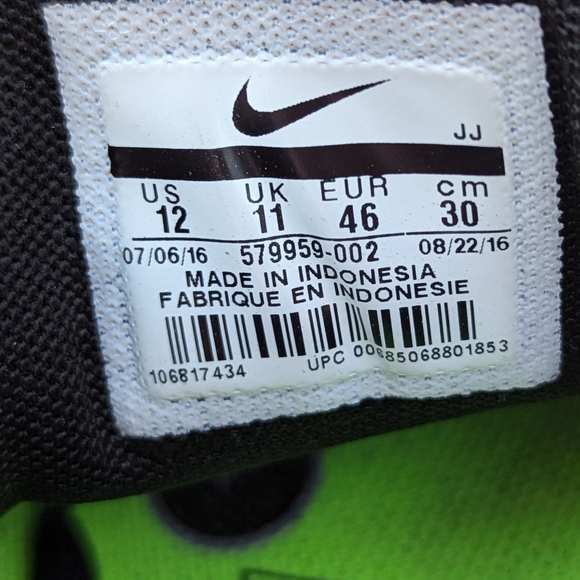 JJ
US UK EUR cm
12 11 46 30
07/06/16 579959-002 08/22/16
MADE IN INDONESIA
FABRIQUE EN INDONESIE
106817434 UPC 00685068801853